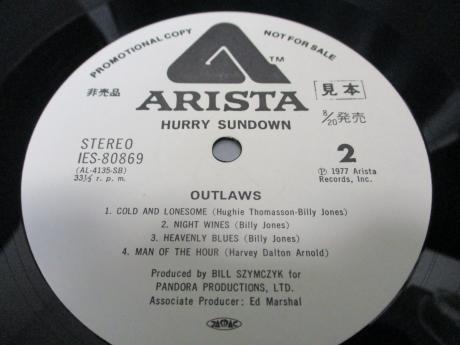 PROMOTIONAL COPY NOT FOR SALE
TM
非売品
ARISTA
見本
HURRY SUNDOWN
8/20発売
STEREO
IES-80869
(AL-4135-SB)
33⅓ r. p. m.
2
Ⓟ 1977 Arista
Records, Inc.
OUTLAWS
1. COLD AND LONESOME (Hughie Thomasson-Billy Jones)
2. NIGHT WINES (Billy Jones)
3. HEAVENLY BLUES (Billy Jones)
4. MAN OF THE HOUR (Harvey Dalton Arnold)
Produced by BILL SZYMCZYK for
PANDORA PRODUCTIONS, LTD.
Associate Producer: Ed Marshal